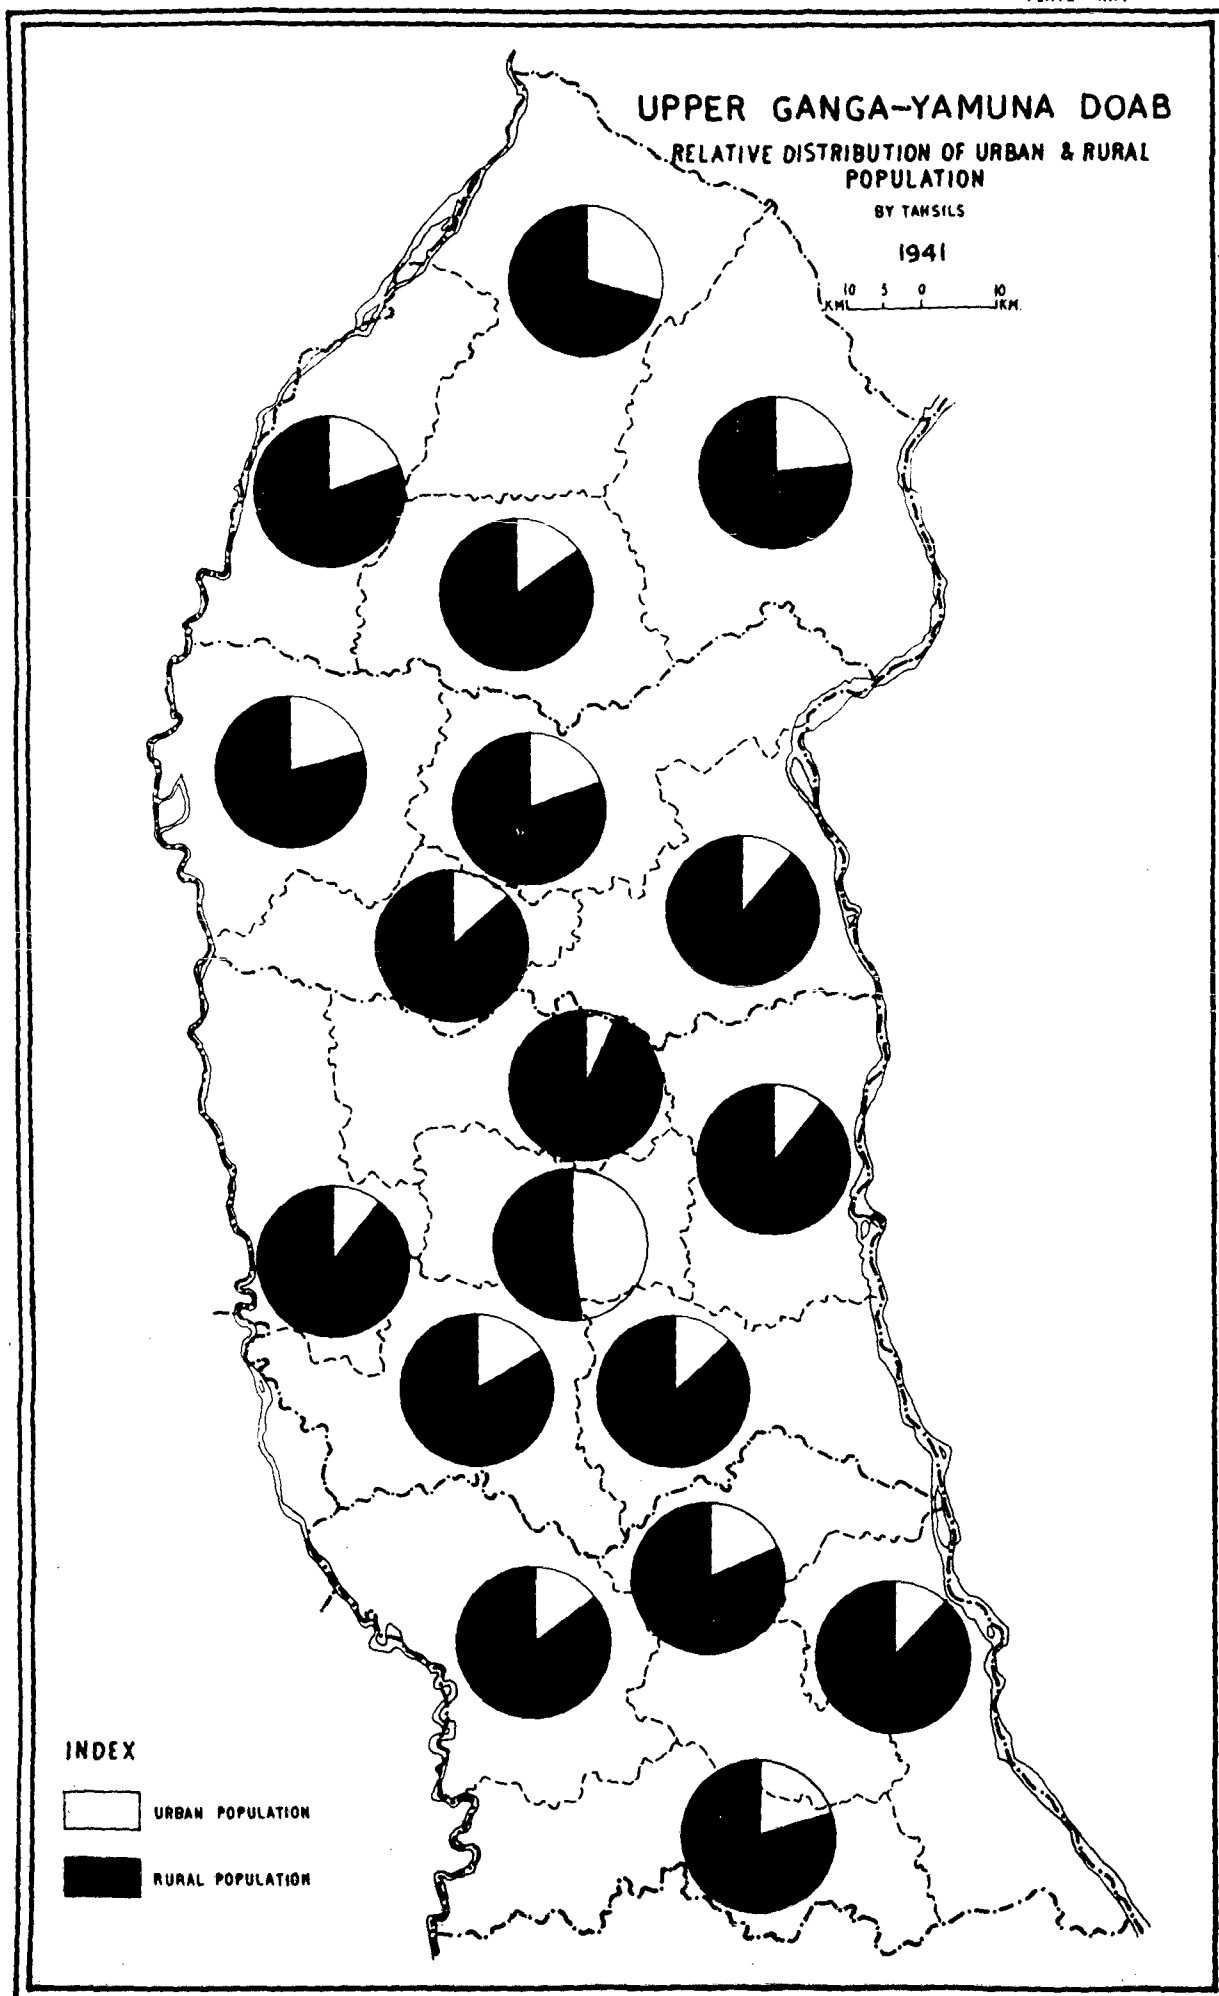 UPPER GANGA-YAMUNA DOAB
RELATIVE DISTRIBUTION OF URBAN & RURAL
POPULATION
BY TAHSILS
1941
10 5 0 10
KM KM.
INDEX
URBAN POPULATION
RURAL POPULATION